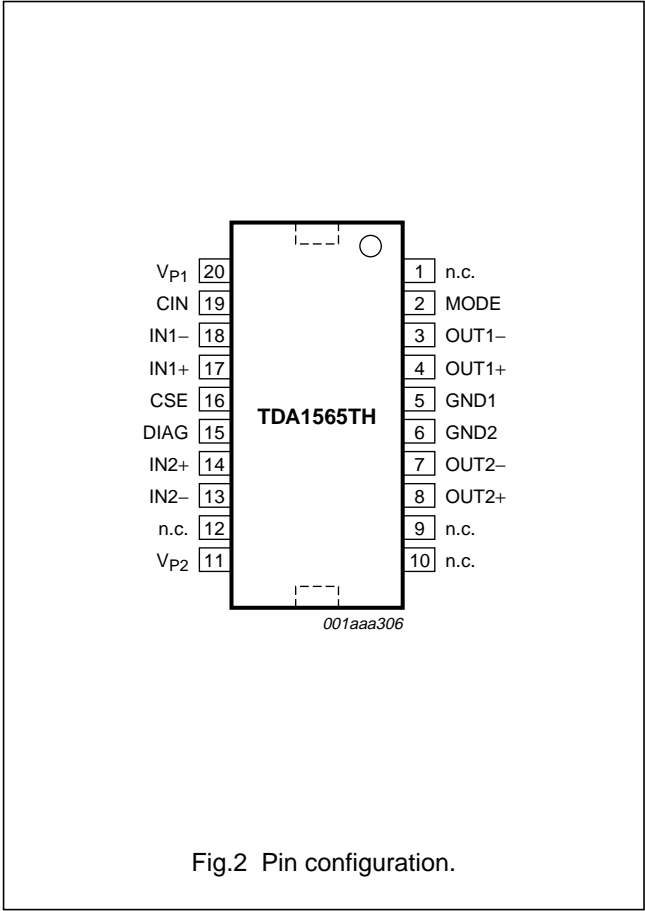 V_P1 20 1 n.c.
CIN 19 2 MODE
IN1− 18 3 OUT1−
IN1+ 17 4 OUT1+
CSE 16 5 GND1
TDA1565TH
DIAG 15 6 GND2
IN2+ 14 7 OUT2−
IN2− 13 8 OUT2+
n.c. 12 9 n.c.
V_P2 11 10 n.c.
001aaa306
Fig.2 Pin configuration.